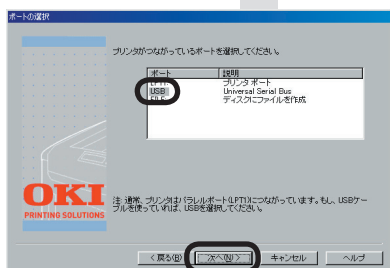 ポートの選択
プリンタがつながっているポートを選択してください。
ポート 説明
LPT1: プリンタ ポート
USB Universal Serial Bus
FILE: ディスクにファイルを作成
OKI
PRINTING SOLUTIONS
注: 通常、プリンタはパラレルポート(LPT1)につながっています。もし、USBケー
ブルを使っていれば、USBを選択してください。
< 戻る(B) 次へ(N) > キャンセル ヘルプ